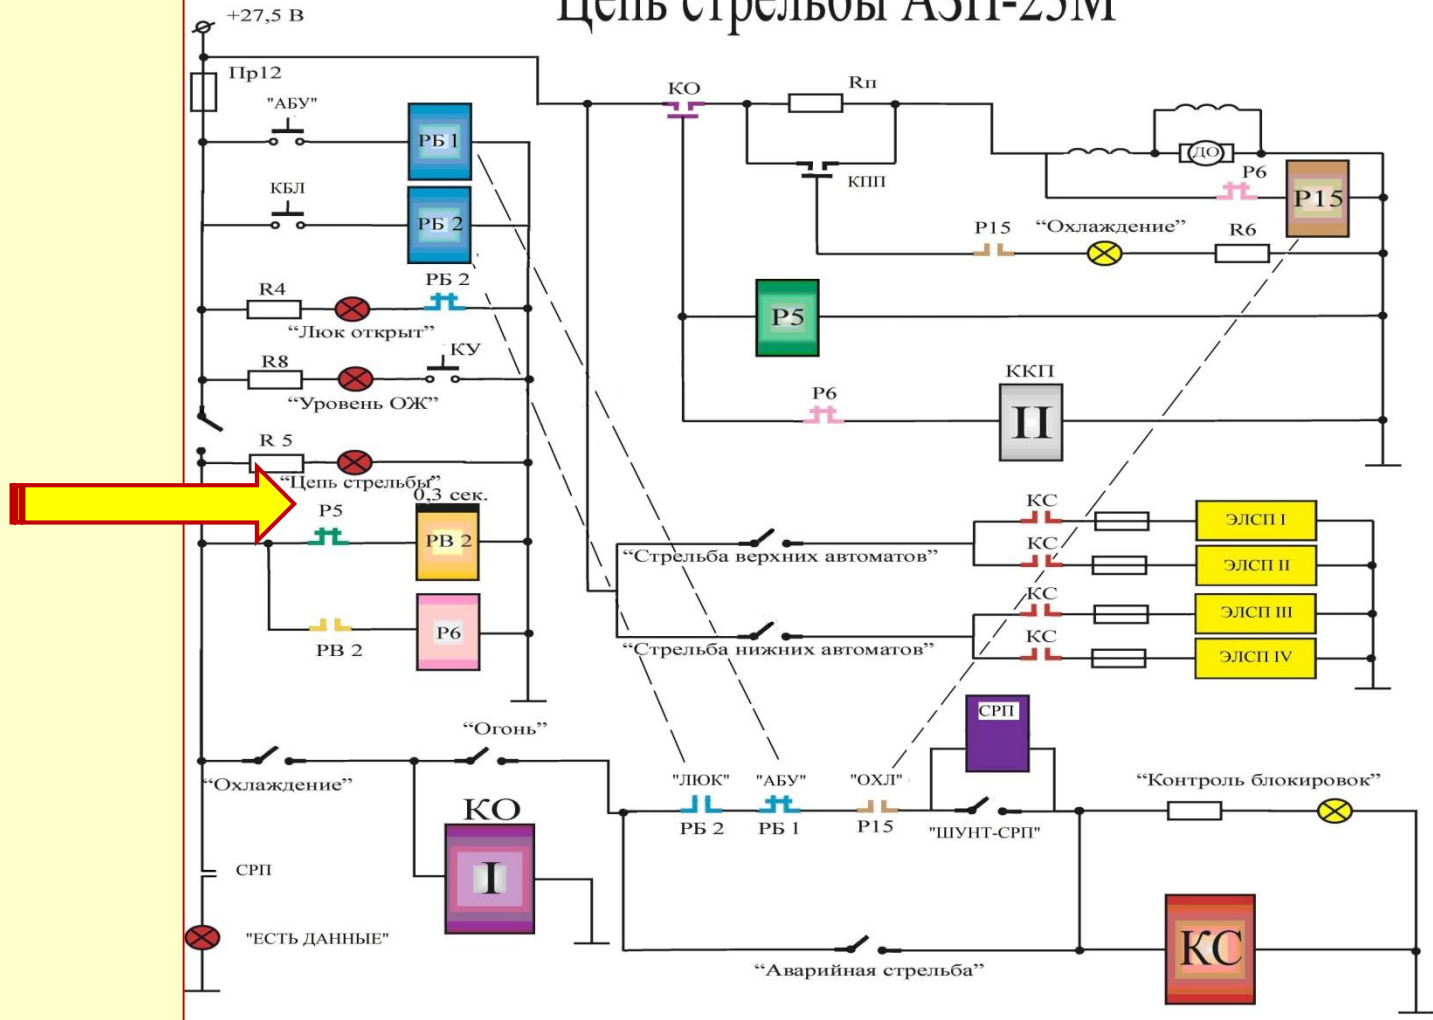 Цепь стрельбы АЗП-23М
+27,5 В
Пр12
"АБУ"
РБ 1
КБЛ
РБ 2
R4
РБ 2
“Люк открыт”
R8
КУ
“Уровень ОЖ”
R 5
“Цепь стрельбы”
0,3 сек.
Р5
РВ 2
РВ 2
Р6
КО
Rп
КПП
ДО
Р6
Р15
Р15
“Охлаждение”
R6
Р5
Р6
ККП
II
“Стрельба верхних автоматов”
КС
ЭЛСП I
КС
ЭЛСП II
“Стрельба нижних автоматов”
КС
ЭЛСП III
КС
ЭЛСП IV
“Охлаждение”
“Огонь”
КО
I
"ЛЮК"
РБ 2
"АБУ"
РБ 1
"ОХЛ"
Р15
СРП
"ШУНТ-СРП"
“Контроль блокировок”
СРП
"ЕСТЬ ДАННЫЕ"
“Аварийная стрельба”
КС